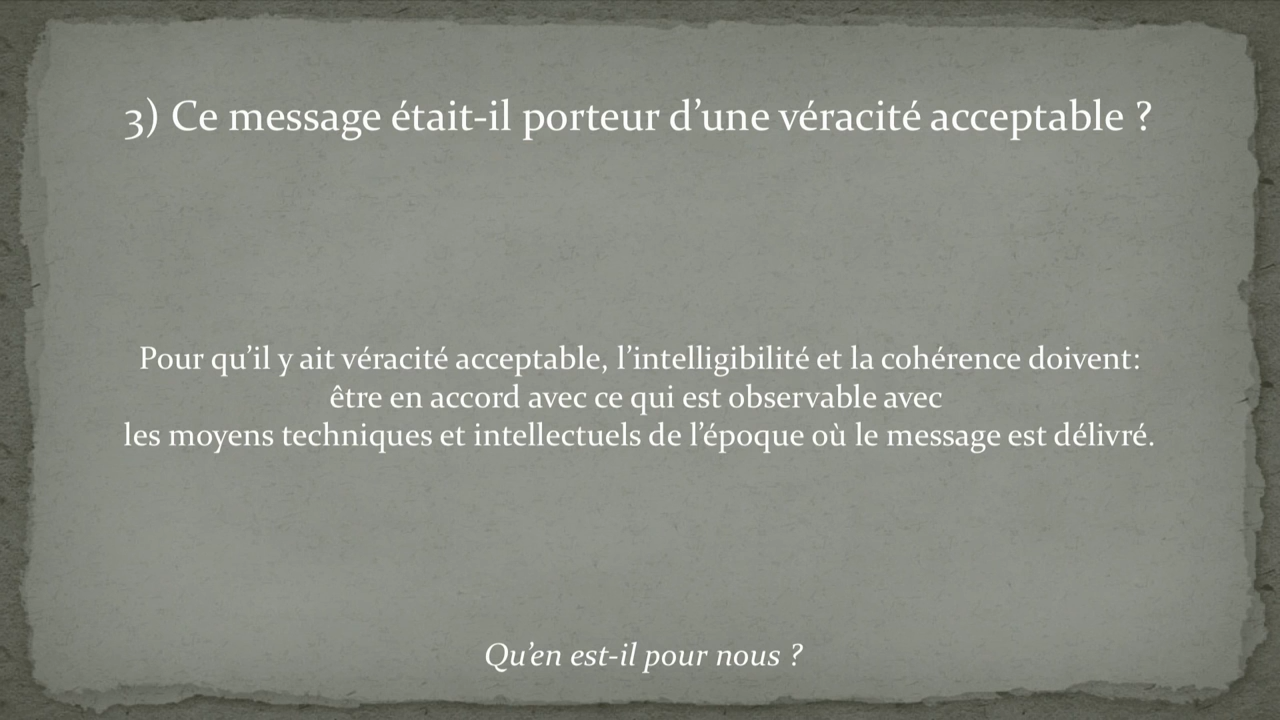 3) Ce message était-il porteur d’une véracité acceptable ?
Pour qu’il y ait véracité acceptable, l’intelligibilité et la cohérence doivent:
être en accord avec ce qui est observable avec
les moyens techniques et intellectuels de l’époque où le message est délivré.
Qu’en est-il pour nous ?